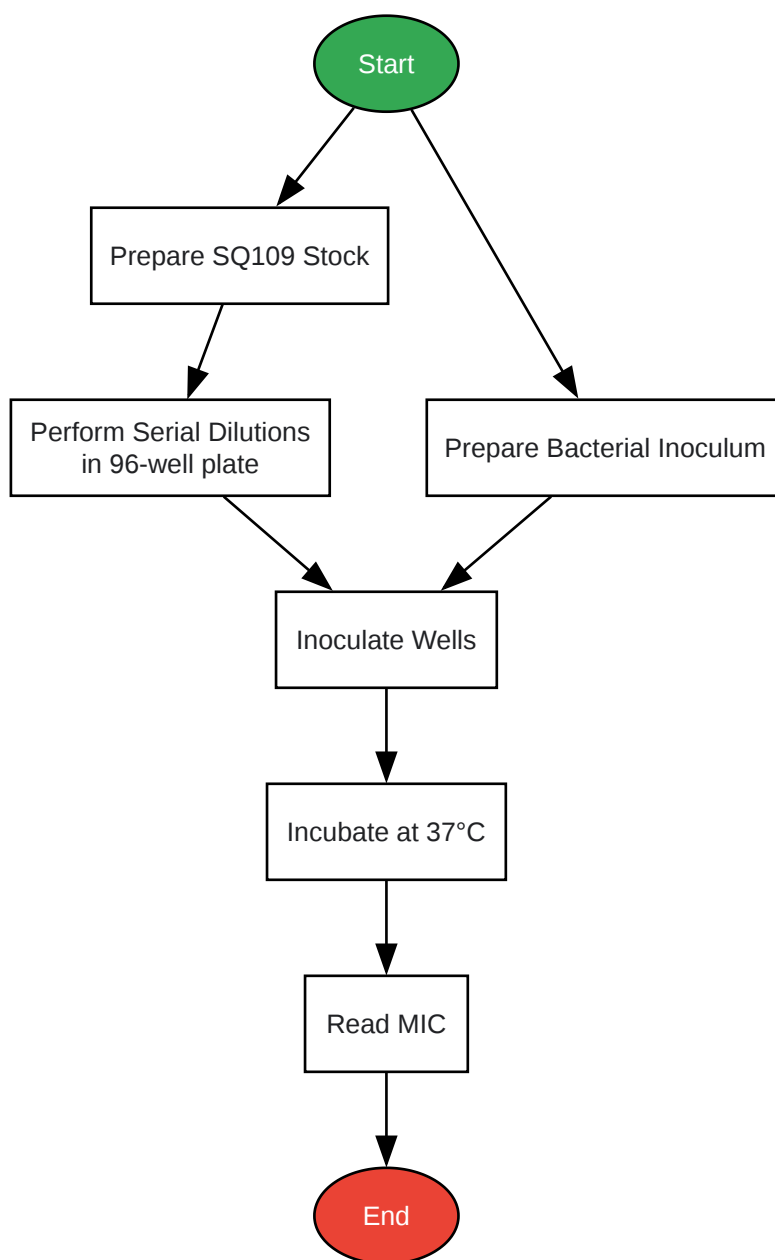 Start
Prepare SQ109 Stock
Perform Serial Dilutions
in 96-well plate
Prepare Bacterial Inoculum
Inoculate Wells
Incubate at 37°C
Read MIC
End